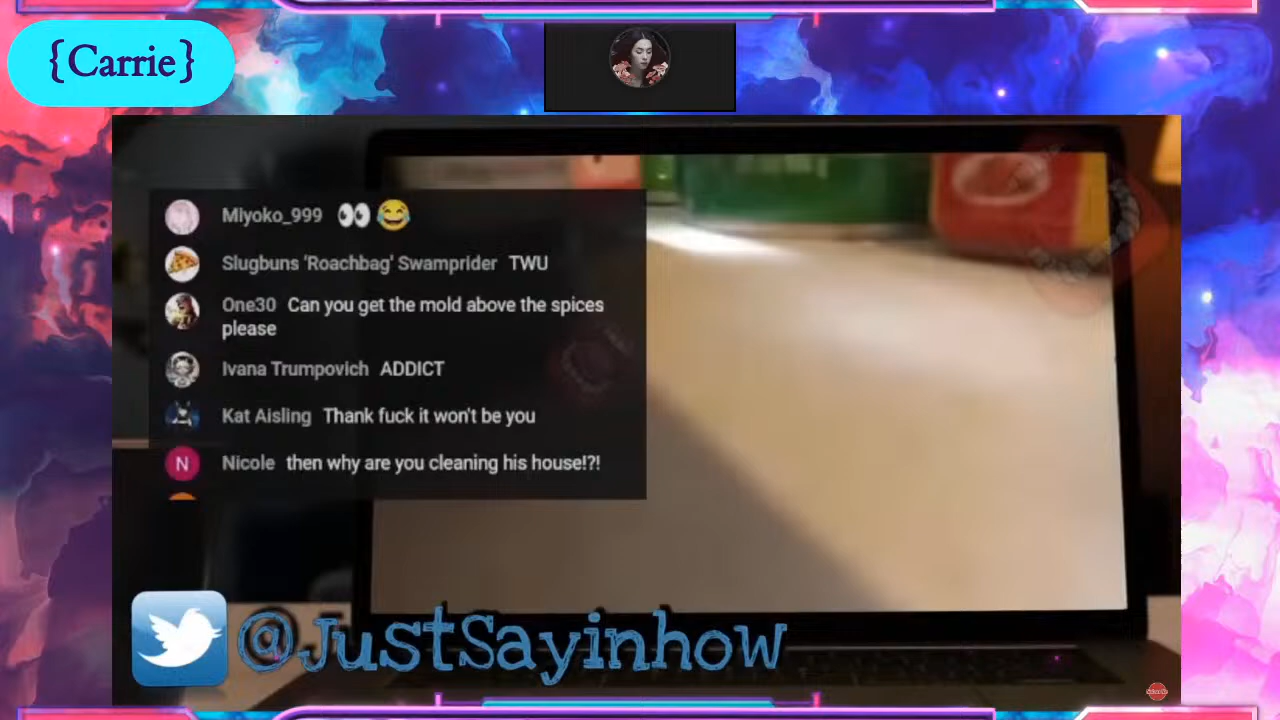 {Carrie}
Miyoko_999 👀😂
Slugbuns 'Roachbag' Swamprider TWU
One30 Can you get the mold above the spices
please
Ivana Trumpovich ADDICT
Kat Aisling Thank fuck it won't be you
N Nicole then why are you cleaning his house!?!
@JustSayinhow